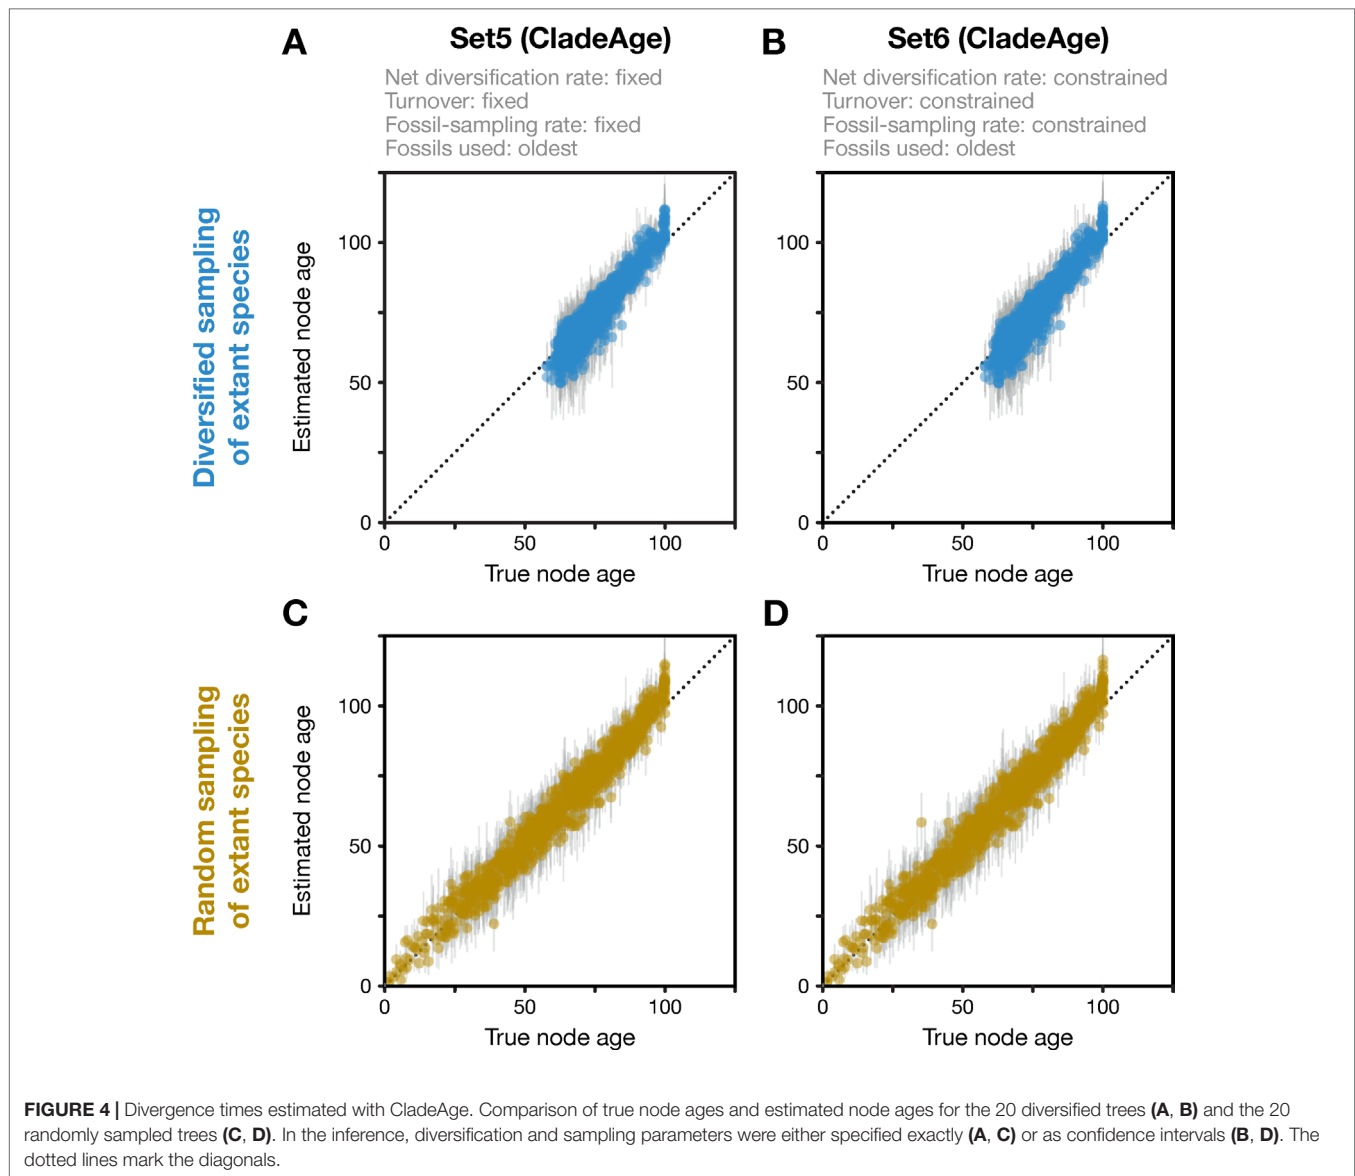 A
Set5 (CladeAge)
Net diversification rate: fixed
Turnover: fixed
Fossil-sampling rate: fixed
Fossils used: oldest
B
Set6 (CladeAge)
Net diversification rate: constrained
Turnover: constrained
Fossil-sampling rate: constrained
Fossils used: oldest
Diversified sampling
of extant species
Estimated node age
100
50
0
0
50
100
True node age
0
50
100
100
50
0
True node age
C
D
Random sampling
of extant species
Estimated node age
100
50
0
0
50
100
True node age
100
50
0
0
50
100
True node age
FIGURE 4 | Divergence times estimated with CladeAge. Comparison of true node ages and estimated node ages for the 20 diversified trees (A, B) and the 20
randomly sampled trees (C, D). In the inference, diversification and sampling parameters were either specified exactly (A, C) or as confidence intervals (B, D). The
dotted lines mark the diagonals.